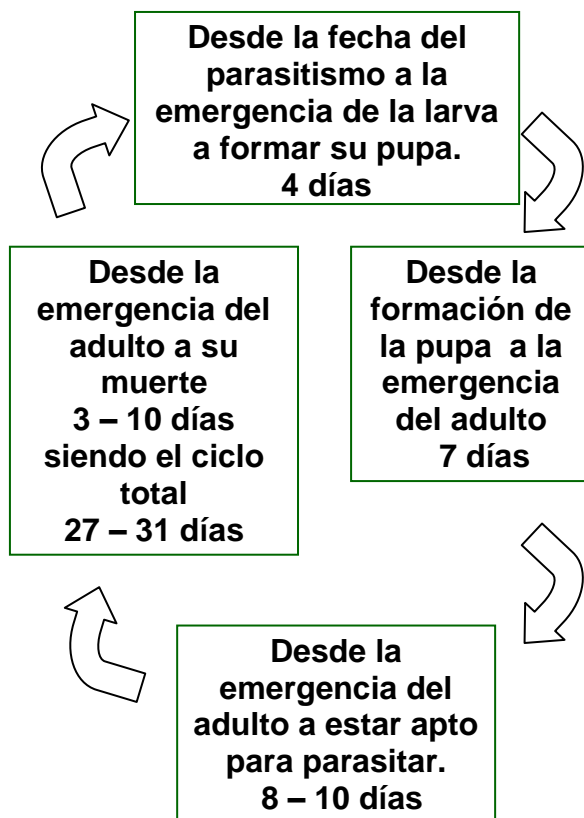 Desde la fecha del
parasitismo a la
emergencia de la larva
a formar su pupa.
4 días
Desde la
formación de
la pupa a la
emergencia
del adulto
7 días
Desde la
emergencia del
adulto a estar apto
para parasitar.
8 – 10 días
Desde la
emergencia del
adulto a su
muerte
3 – 10 días
siendo el ciclo
total
27 – 31 días